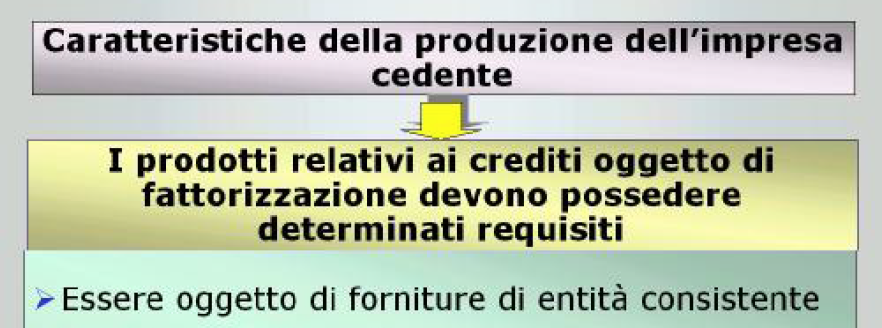 Caratteristiche della produzione dell'impresa
cedente
I prodotti relativi ai crediti oggetto di
fattorizzazione devono possedere
determinati requisiti
➢ Essere oggetto di forniture di entità consistente